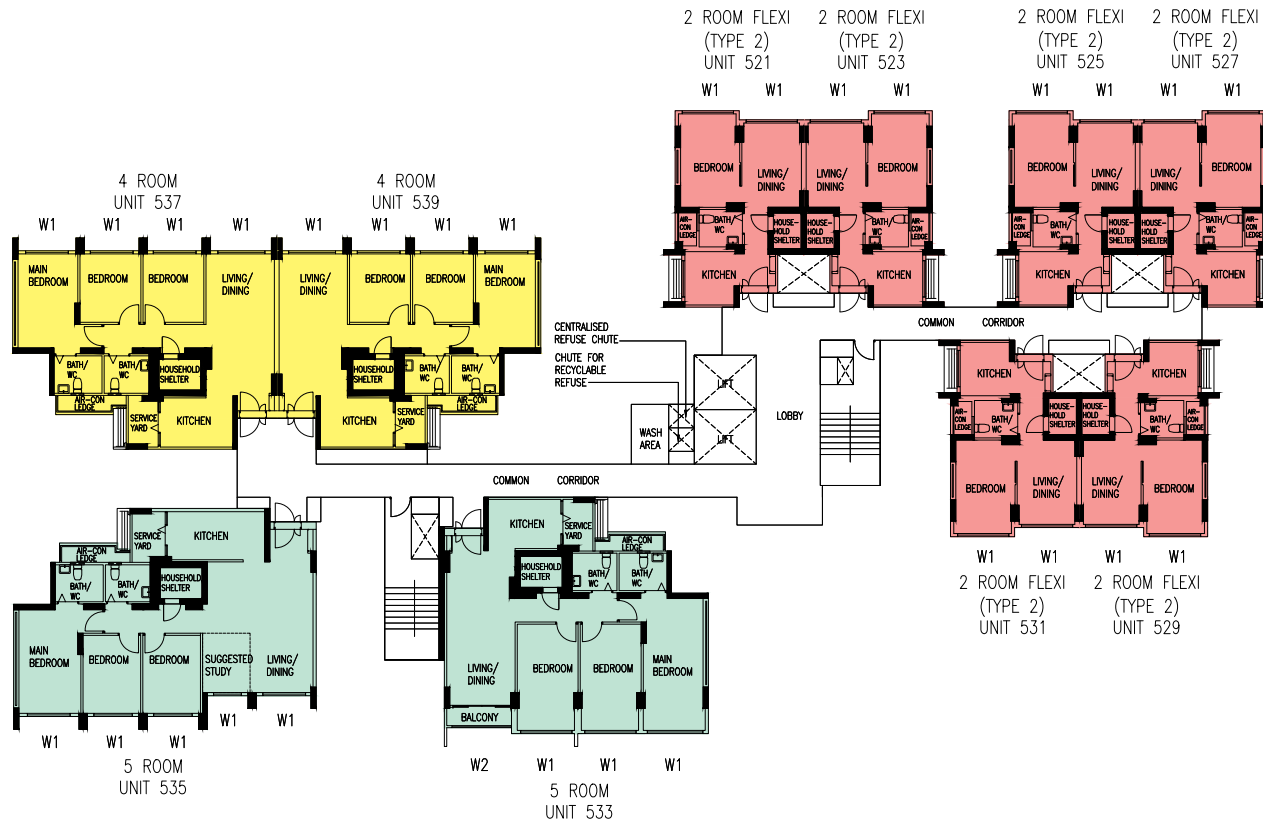 2 ROOM FLEXI
(TYPE 2)
UNIT 521
2 ROOM FLEXI
(TYPE 2)
UNIT 523
2 ROOM FLEXI
(TYPE 2)
UNIT 525
2 ROOM FLEXI
(TYPE 2)
UNIT 527
W1
W1
W1
W1
W1
W1
W1
W1
BEDROOM
LIVING/
DINING
LIVING/
DINING
BEDROOM
BEDROOM
LIVING/
DINING
LIVING/
DINING
BEDROOM
AIR-
CON
LEDGE
BATH/
WC
HOUSE-
HOLD
SHELTER
HOUSE-
HOLD
SHELTER
BATH/
WC
AIR-
CON
LEDGE
AIR-
CON
LEDGE
BATH/
WC
HOUSE-
HOLD
SHELTER
HOUSE-
HOLD
SHELTER
BATH/
WC
AIR-
CON
LEDGE
KITCHEN
KITCHEN
KITCHEN
KITCHEN
4 ROOM
UNIT 537
4 ROOM
UNIT 539
W1
W1
W1
W1
W1
W1
W1
W1
MAIN
BEDROOM
BEDROOM
BEDROOM
LIVING/
DINING
LIVING/
DINING
BEDROOM
BEDROOM
MAIN
BEDROOM
BATH/
WC
BATH/
WC
HOUSEHOLD
SHELTER
HOUSEHOLD
SHELTER
BATH/
WC
BATH/
WC
AIR-CON
LEDGE
SERVICE
YARD
KITCHEN
KITCHEN
SERVICE
YARD
AIR-CON
LEDGE
CENTRALISED
REFUSE CHUTE
CHUTE FOR
RECYCLABLE
REFUSE
WASH
AREA
LIFT
LIFT
LOBBY
COMMON CORRIDOR
COMMON CORRIDOR
KITCHEN
KITCHEN
AIR-
CON
LEDGE
BATH/
WC
HOUSE-
HOLD
SHELTER
HOUSE-
HOLD
SHELTER
BATH/
WC
AIR-
CON
LEDGE
BEDROOM
LIVING/
DINING
LIVING/
DINING
BEDROOM
W1
W1
W1
W1
2 ROOM FLEXI
(TYPE 2)
UNIT 531
2 ROOM FLEXI
(TYPE 2)
UNIT 529
SERVICE
YARD
KITCHEN
AIR-CON
LEDGE
BATH/
WC
BATH/
WC
HOUSEHOLD
SHELTER
MAIN
BEDROOM
BEDROOM
BEDROOM
SUGGESTED
STUDY
LIVING/
DINING
W1
W1
W1
W1
W1
5 ROOM
UNIT 535
KITCHEN
SERVICE
YARD
AIR-CON
LEDGE
HOUSEHOLD
SHELTER
BATH/
WC
BATH/
WC
LIVING/
DINING
BEDROOM
BEDROOM
MAIN
BEDROOM
BALCONY
W2
W1
W1
W1
5 ROOM
UNIT 533